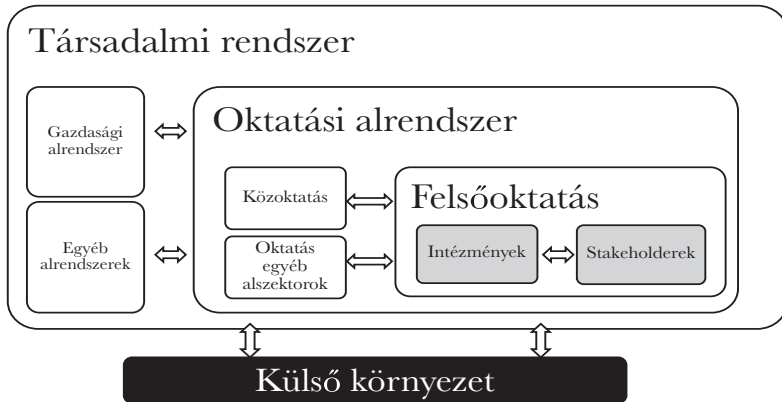 Társadalmi rendszer
Gazdasági
alrendszer
Oktatási alrendszer
Közoktatás
Felsőoktatás
Egyéb
alrendszerek
Oktatás
egyéb
alszektorok
Intézmények
Stakeholderek
Külső környezet